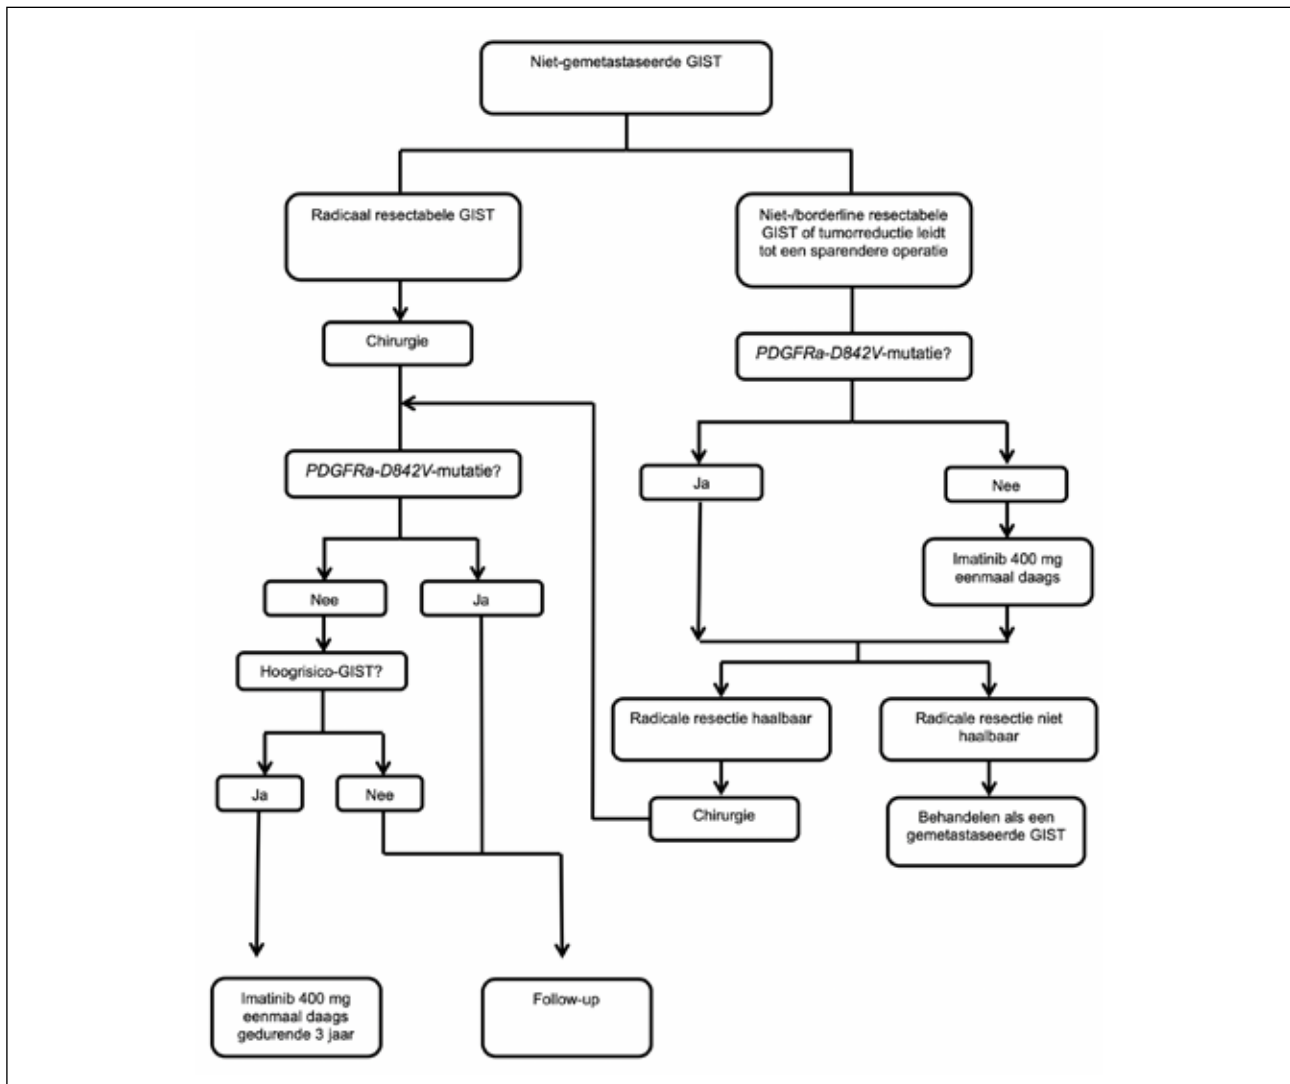 Niet-gemetastaseerde GIST
Radicaal resectabele GIST
Niet-/borderline resectabele
GIST of tumorreductie leidt
tot een sparendere operatie
Chirurgie
PDGFRa-D842V-mutatie?
PDGFRa-D842V-mutatie?
Ja
Nee
Imatinib 400 mg
eenmaal daags
Nee
Ja
Hoogrisico-GIST?
Radicale resectie haalbaar
Radicale resectie niet
haalbaar
Ja
Nee
Chirurgie
Behandelen als een
gemetastaseerde GIST
Imatinib 400 mg
eenmaal daags
gedurende 3 jaar
Follow-up